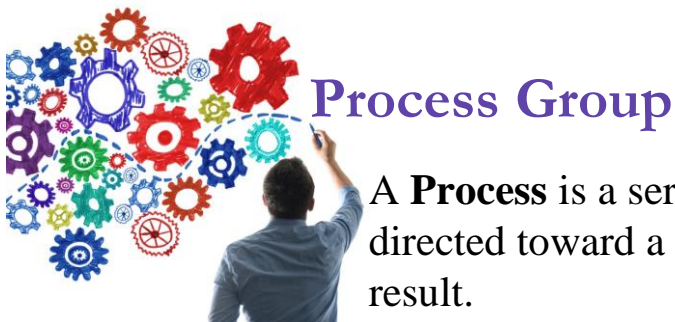 Process Group
A Process is a ser
directed toward a
result.